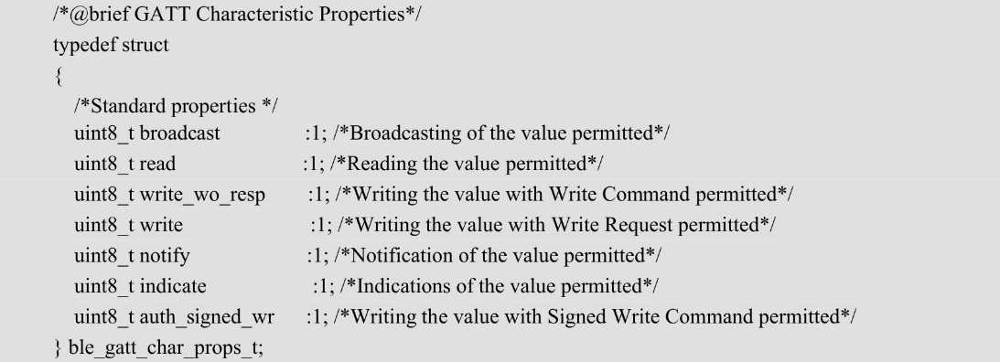 /*@brief GATT Characteristic Properties*/
typedef struct
{
/*Standard properties */
uint8_t broadcast :1; /*Broadcasting of the value permitted*/
uint8_t read :1; /*Reading the value permitted*/
uint8_t write_wo_resp :1; /*Writing the value with Write Command permitted*/
uint8_t write :1; /*Writing the value with Write Request permitted*/
uint8_t notify :1; /*Notification of the value permitted*/
uint8_t indicate :1; /*Indications of the value permitted*/
uint8_t auth_signed_wr :1; /*Writing the value with Signed Write Command permitted*/
} ble_gatt_char_props_t;